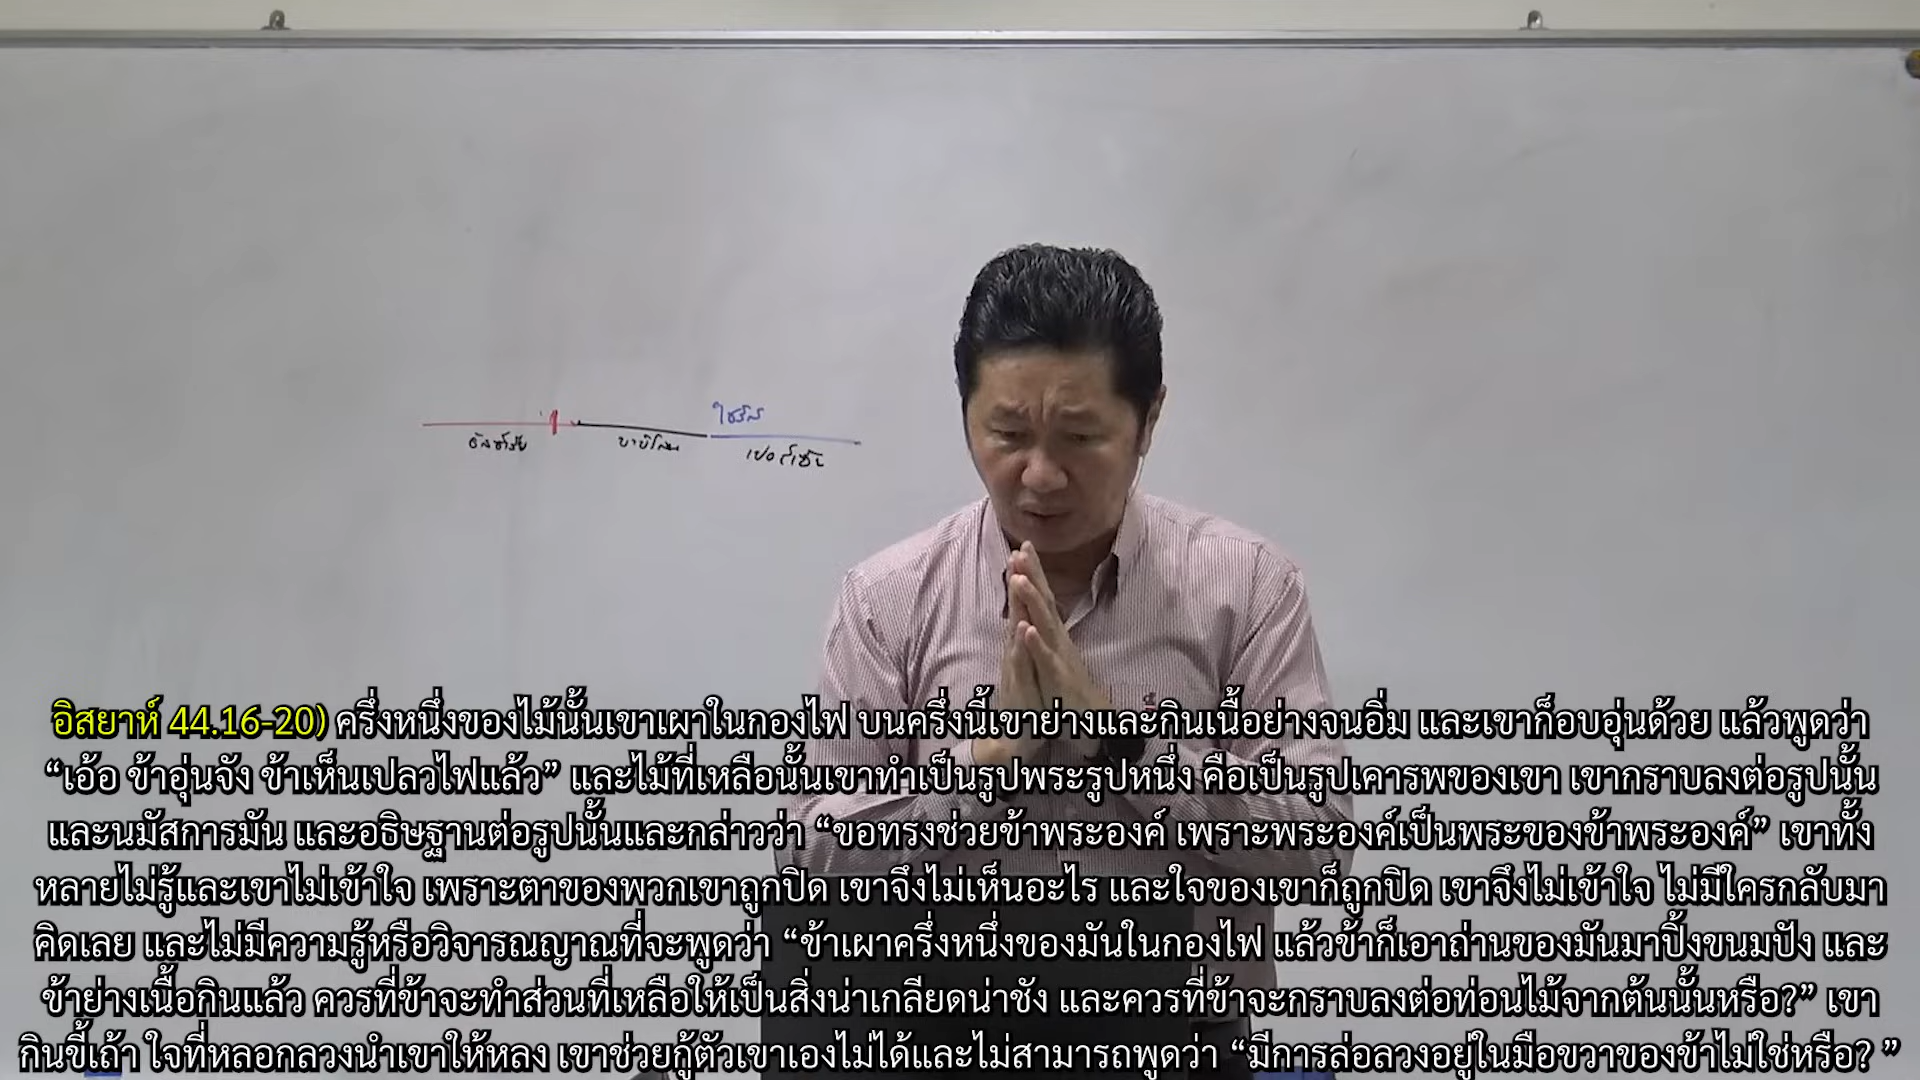 ไซรัส
อัสซีเรีย บาบิโลน เปอร์เซีย
อิสยาห์ 44.16-20) ครึ่งหนึ่งของไม้นั้นเขาเผาในกองไฟ บนครึ่งนี้เขาย่างและกินเนื้อย่างจนอิ่ม และเขาก็อบอุ่นด้วย แล้วพูดว่า
“เอ้อ ข้าอุ่นจัง ข้าเห็นเปลวไฟแล้ว” และไม้ที่เหลือนั้นเขาทำเป็นรูปพระรูปหนึ่ง คือเป็นรูปเคารพของเขา เขากราบลงต่อรูปนั้น
และนมัสการมัน และอธิษฐานต่อรูปนั้นและกล่าวว่า “ขอทรงช่วยข้าพระองค์ เพราะพระองค์เป็นพระของข้าพระองค์” เขาทั้ง
หลายไม่รู้และเขาไม่เข้าใจ เพราะตาของพวกเขาถูกปิด เขาจึงไม่เห็นอะไร และใจของเขาก็ถูกปิด เขาจึงไม่เข้าใจ ไม่มีใครกลับมา
คิดเลย และไม่มีความรู้หรือวิจารณญาณที่จะพูดว่า “ข้าเผาครึ่งหนึ่งของมันในกองไฟ แล้วข้าก็เอาถ่านของมันมาปิ้งขนมปัง และ
ข้าย่างเนื้อกินแล้ว ควรที่ข้าจะทำส่วนที่เหลือให้เป็นสิ่งน่าเกลียดน่าชัง และควรที่ข้าจะกราบลงต่อท่อนไม้จากต้นนั้นหรือ?” เขา
กินขี้เถ้า ใจที่หลอกลวงนำเขาให้หลง เขาช่วยกู้ตัวเขาเองไม่ได้และไม่สามารถพูดว่า “มีการล่อลวงอยู่ในมือขวาของข้าไม่ใช่หรือ? ”